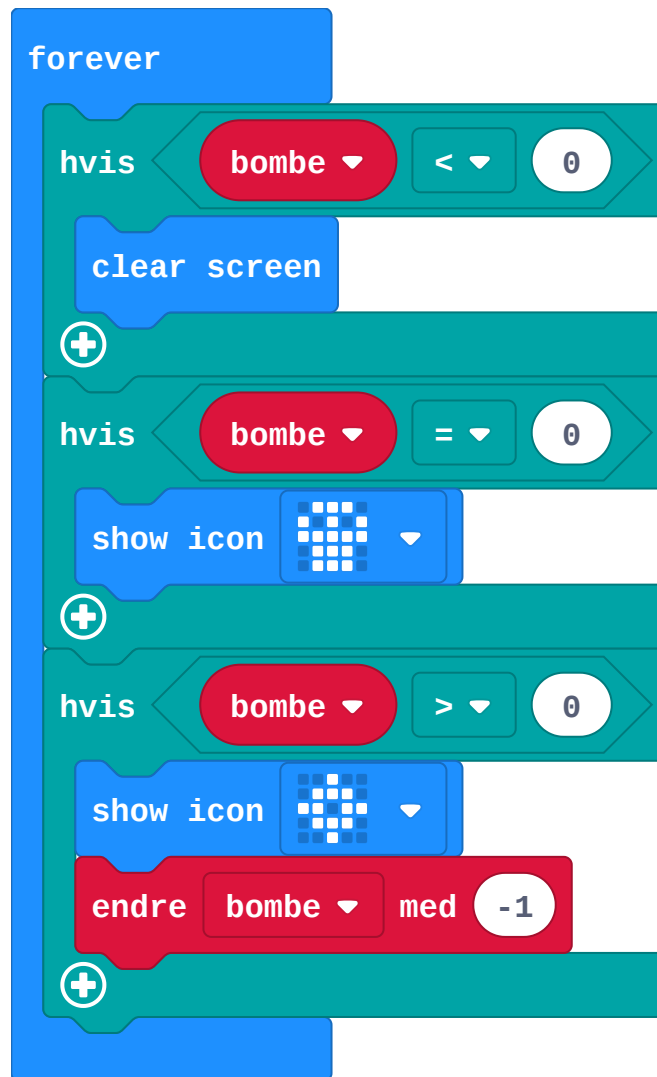 forever
hvis bombe < 0
clear screen
hvis bombe = 0
show icon
hvis bombe > 0
show icon
endre bombe med -1